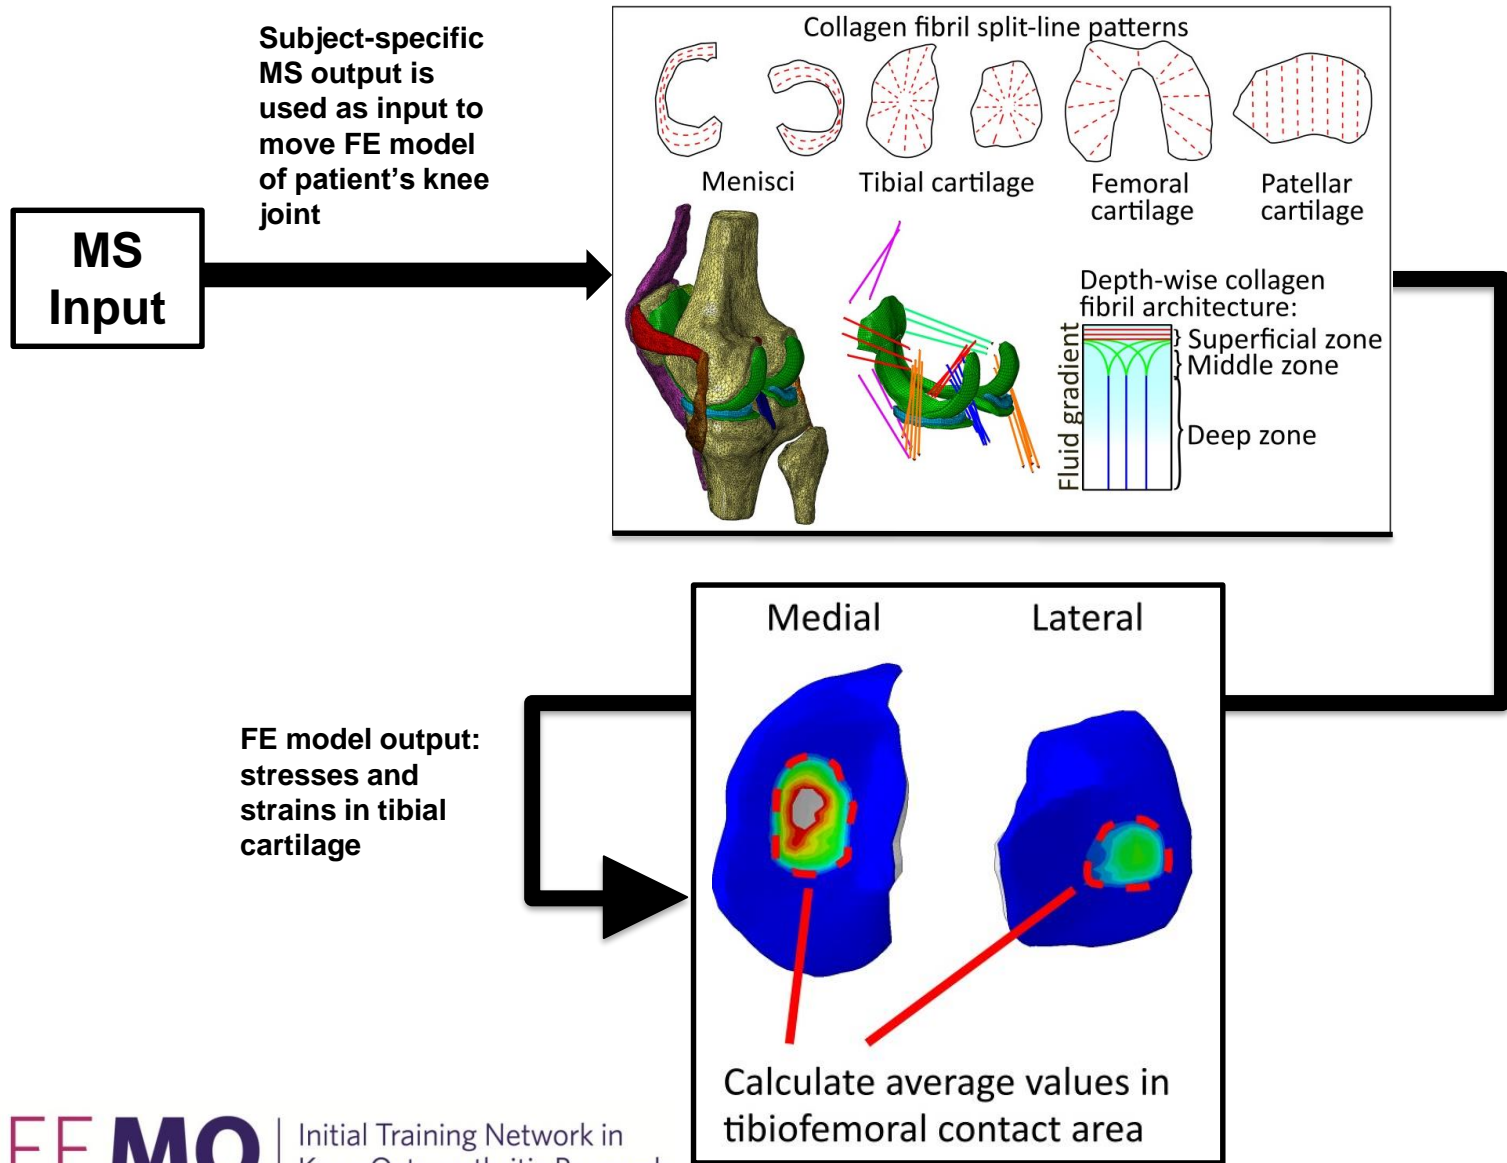 Subject-specific
MS output is
used as input to
move FE model
of patient's knee
joint
MS
Input
Collagen fibril split-line patterns
Menisci
Tibial cartilage
Femoral
cartilage
Patellar
cartilage
Depth-wise collagen
fibril architecture:
Fluid gradient
Superficial zone
Middle zone
Deep zone
FE model output:
stresses and
strains in tibial
cartilage
Medial
Lateral
Calculate average values in
tibiofemoral contact area
Initial Training Network in